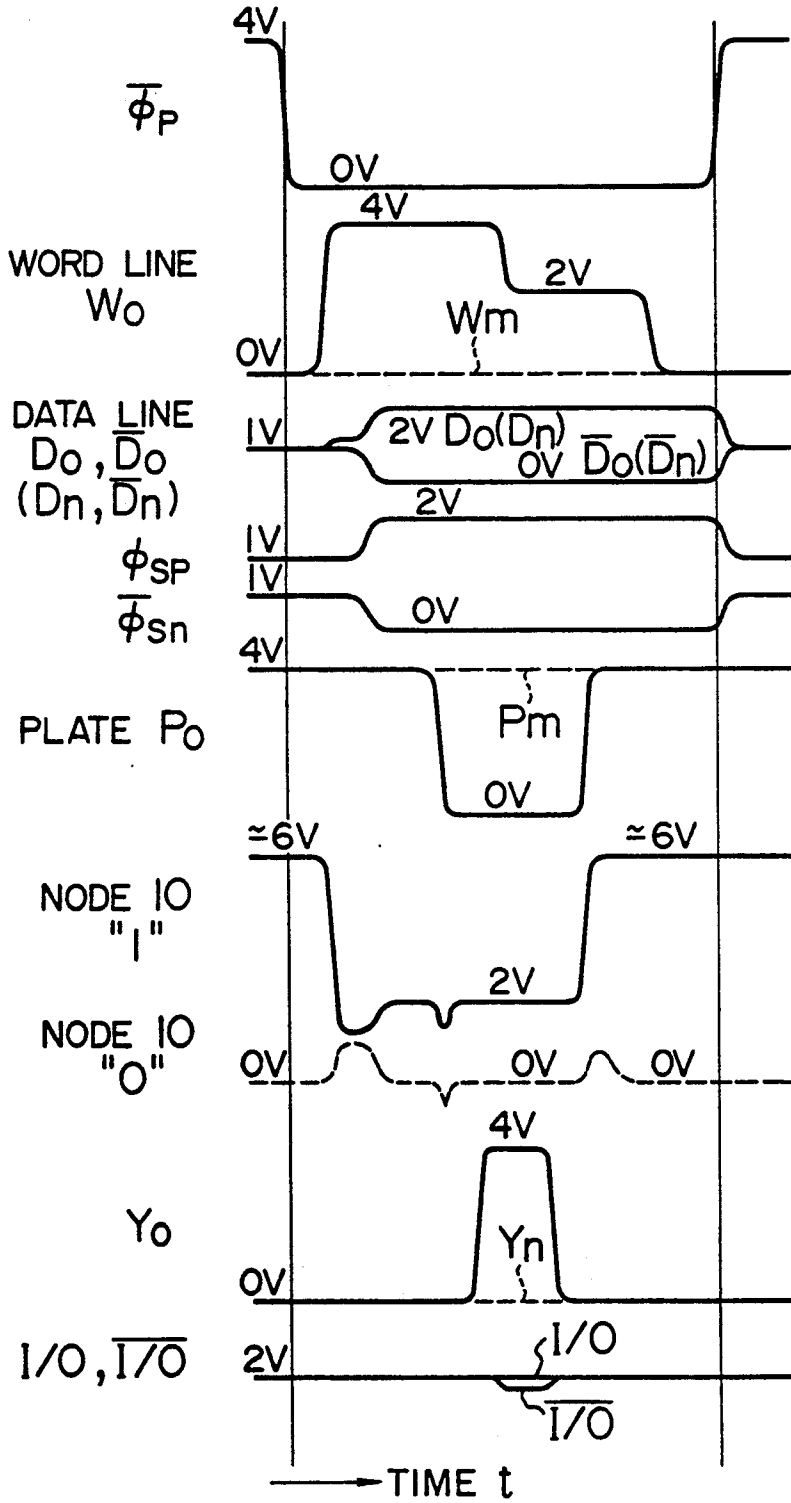 4V
φ̅P
0V
4V
WORD LINE
W0
2V
Wm
0V
DATA LINE
D0, D̅0
(Dn, D̅n)
1V
2V D0(Dn)
0V D̅0(D̅n)
2V
1V
φSP
1V
φ̅Sn
0V
4V
Pm
PLATE P0
0V
≃6V
≃6V
NODE 10
"1"
2V
NODE 10
"0"
0V
0V
0V
4V
Y0
Yn
0V
I/O, I̅/̅O̅
2V
I/O
I̅/̅O̅
TIME t